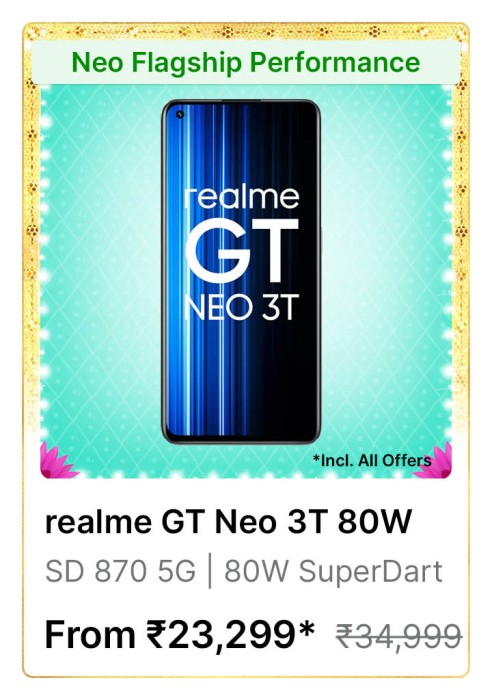 Neo Flagship Performance
realme
GT
NEO 3T
*Incl. All Offers
realme GT Neo 3T 80W
SD 870 5G | 80W SuperDart
From ₹23,299* ₹34,999